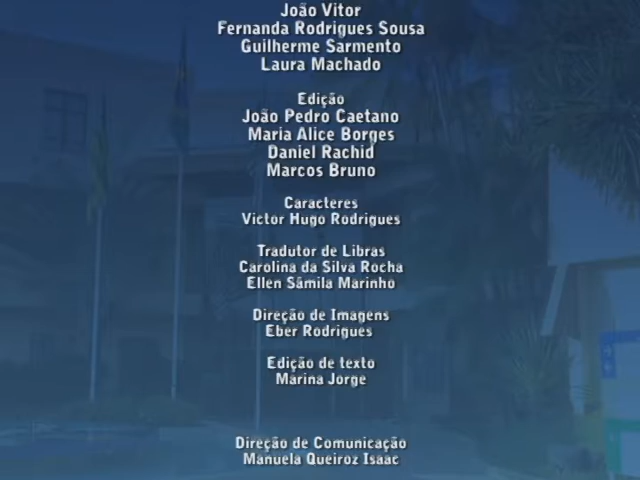 João Vitor
Fernanda Rodrigues Sousa
Guilherme Sarmento
Laura Machado
Edição
João Pedro Caetano
Maria Alice Borges
Daniel Rachid
Marcos Bruno
Caracteres
Victor Hugo Rodrigues
Tradutor de Libras
Carolina da Silva Rocha
Ellen Sâmila Marinho
Direção de Imagens
Eber Rodrigues
Edição de texto
Marina Jorge
Direção de Comunicação
Manuela Queiroz Isaac